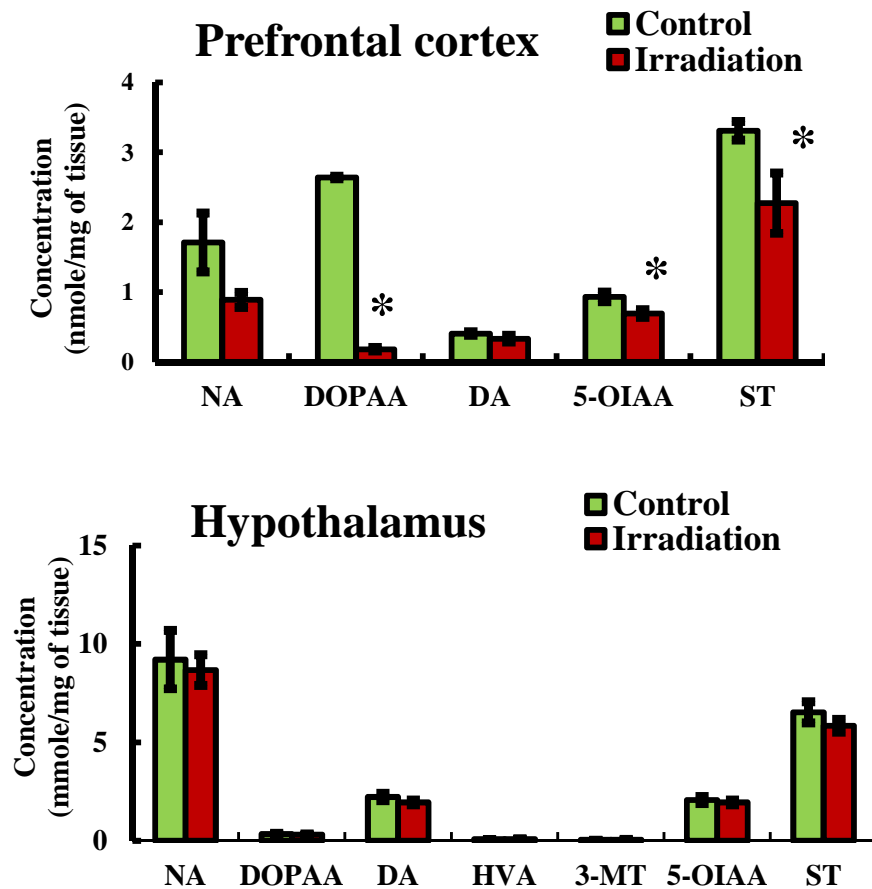 Prefrontal cortex
Control
Irradiation
Concentration
(nmole/mg of tissue)
4
3
2
1
0
*
*
*
NA DOPAA DA 5-OIAA ST
Hypothalamus
Control
Irradiation
Concentration
(mmole/mg of tissue)
15
10
5
0
NA DOPAA DA HVA 3-MT 5-OIAA ST